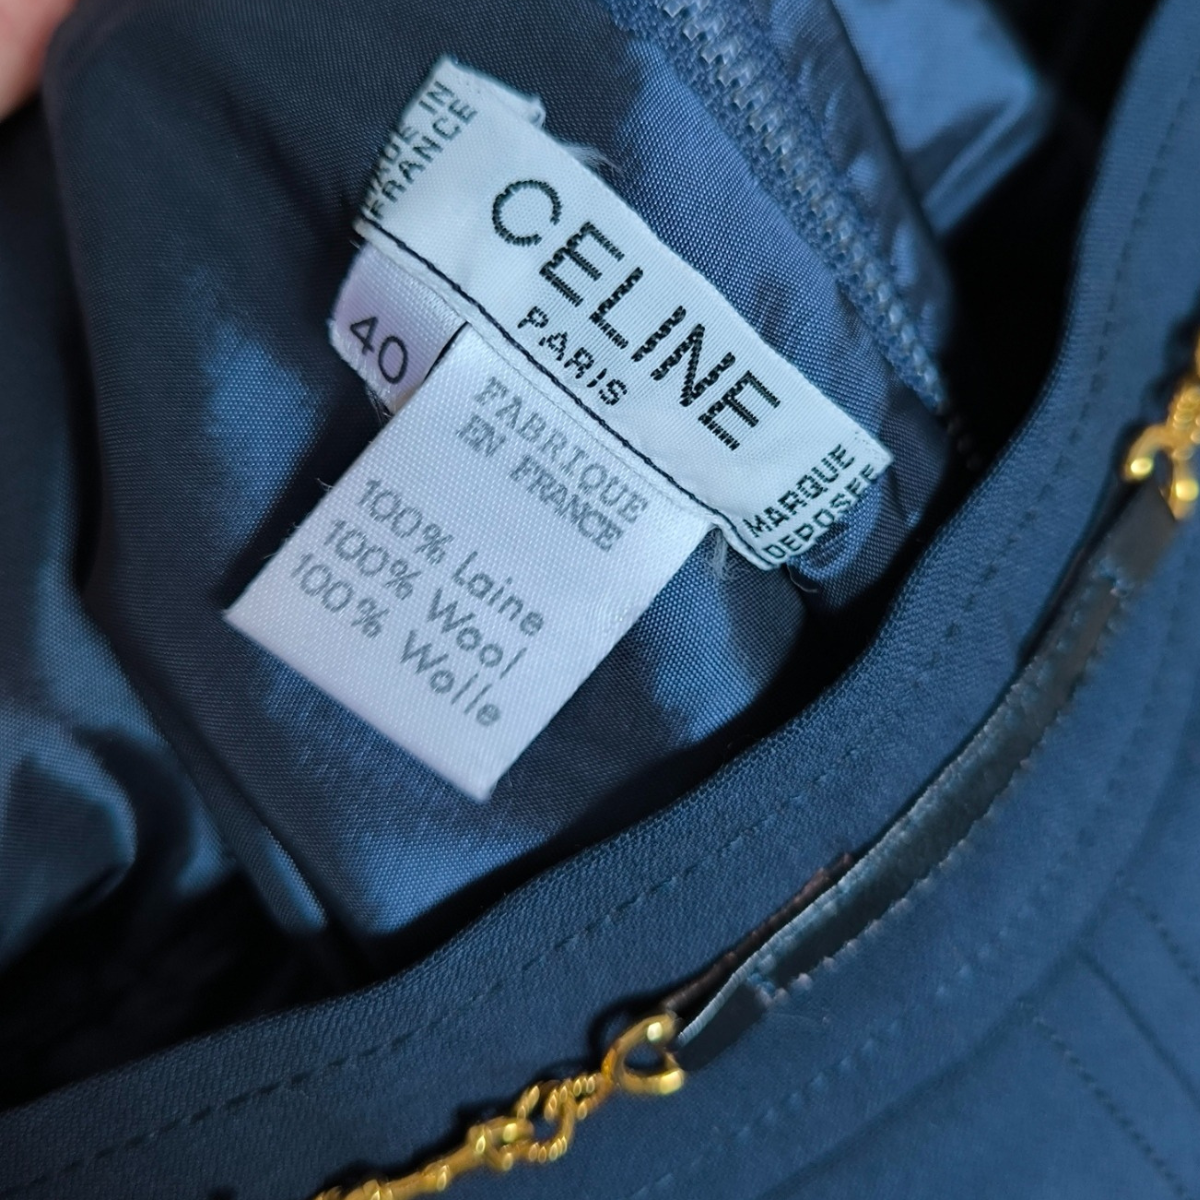 MADE IN
FRANCE
CELINE
PARIS
MARQUE
DEPOSEE
40
FABRIQUE
EN FRANCE
100% Laine
100% Wool
100% Wolle